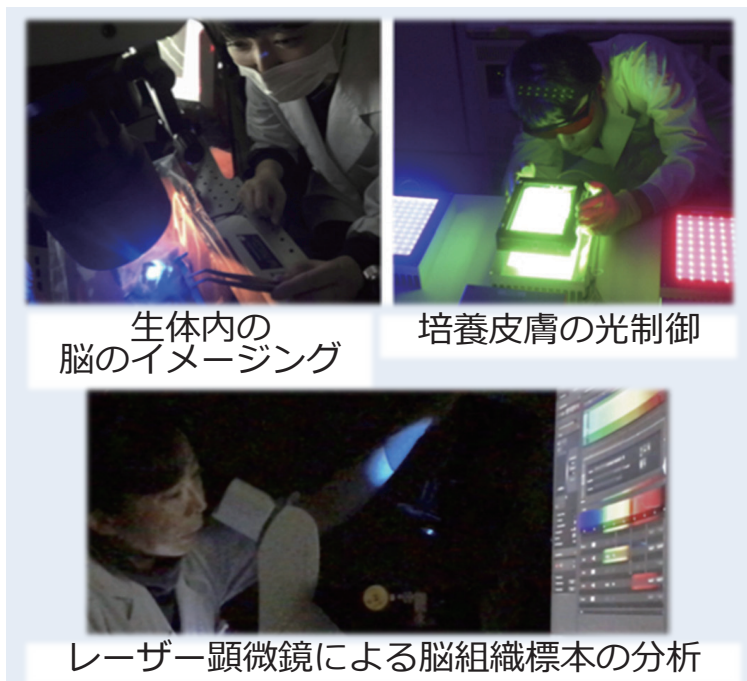 生体内の
脳のイメージング
培養皮膚の光制御
レーザー顕微鏡による脳組織標本の分析